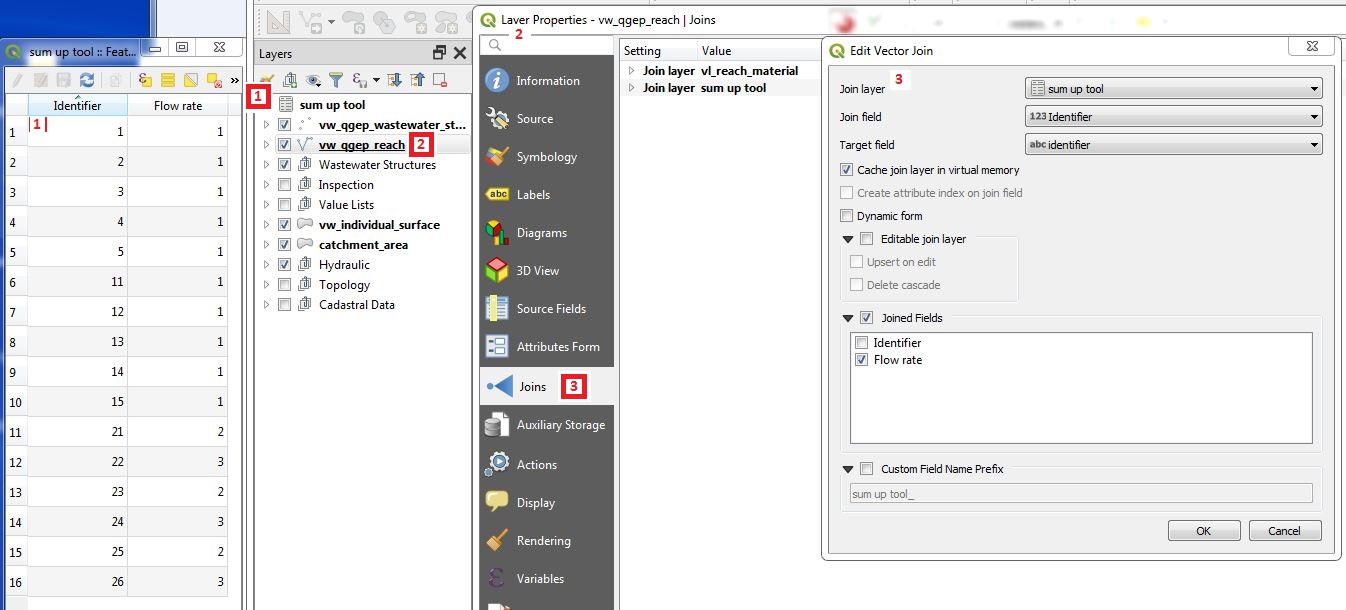 sum up tool :: Feat...
»
Identifier
Flow rate
1
1
1
1
2
2
1
3
3
1
4
4
1
5
5
1
6
11
1
7
12
1
8
13
1
9
14
1
10
15
1
11
21
2
12
22
3
13
23
2
14
24
3
15
25
2
16
26
3
Layers
1
sum up tool
vw_qgep_wastewater_st...
vw_qgep_reach
2
Wastewater Structures
Inspection
Value Lists
vw_individual_surface
catchment_area
Hydraulic
Topology
Cadastral Data
Layer Properties - vw_qgep_reach | Joins
2
Information
Source
Symbology
abc Labels
Diagrams
3D View
Source Fields
Attributes Form
Joins
3
Auxiliary Storage
Actions
Display
Rendering
Variables
Setting
Value
Join layer vl_reach_material
Join layer sum up tool
Edit Vector Join
3
Join layer
sum up tool
Join field
123 Identifier
Target field
abc identifier
Cache join layer in virtual memory
Create attribute index on join field
Dynamic form
Editable join layer
Upsert on edit
Delete cascade
Joined Fields
Identifier
Flow rate
Custom Field Name Prefix
sum up tool_
OK
Cancel